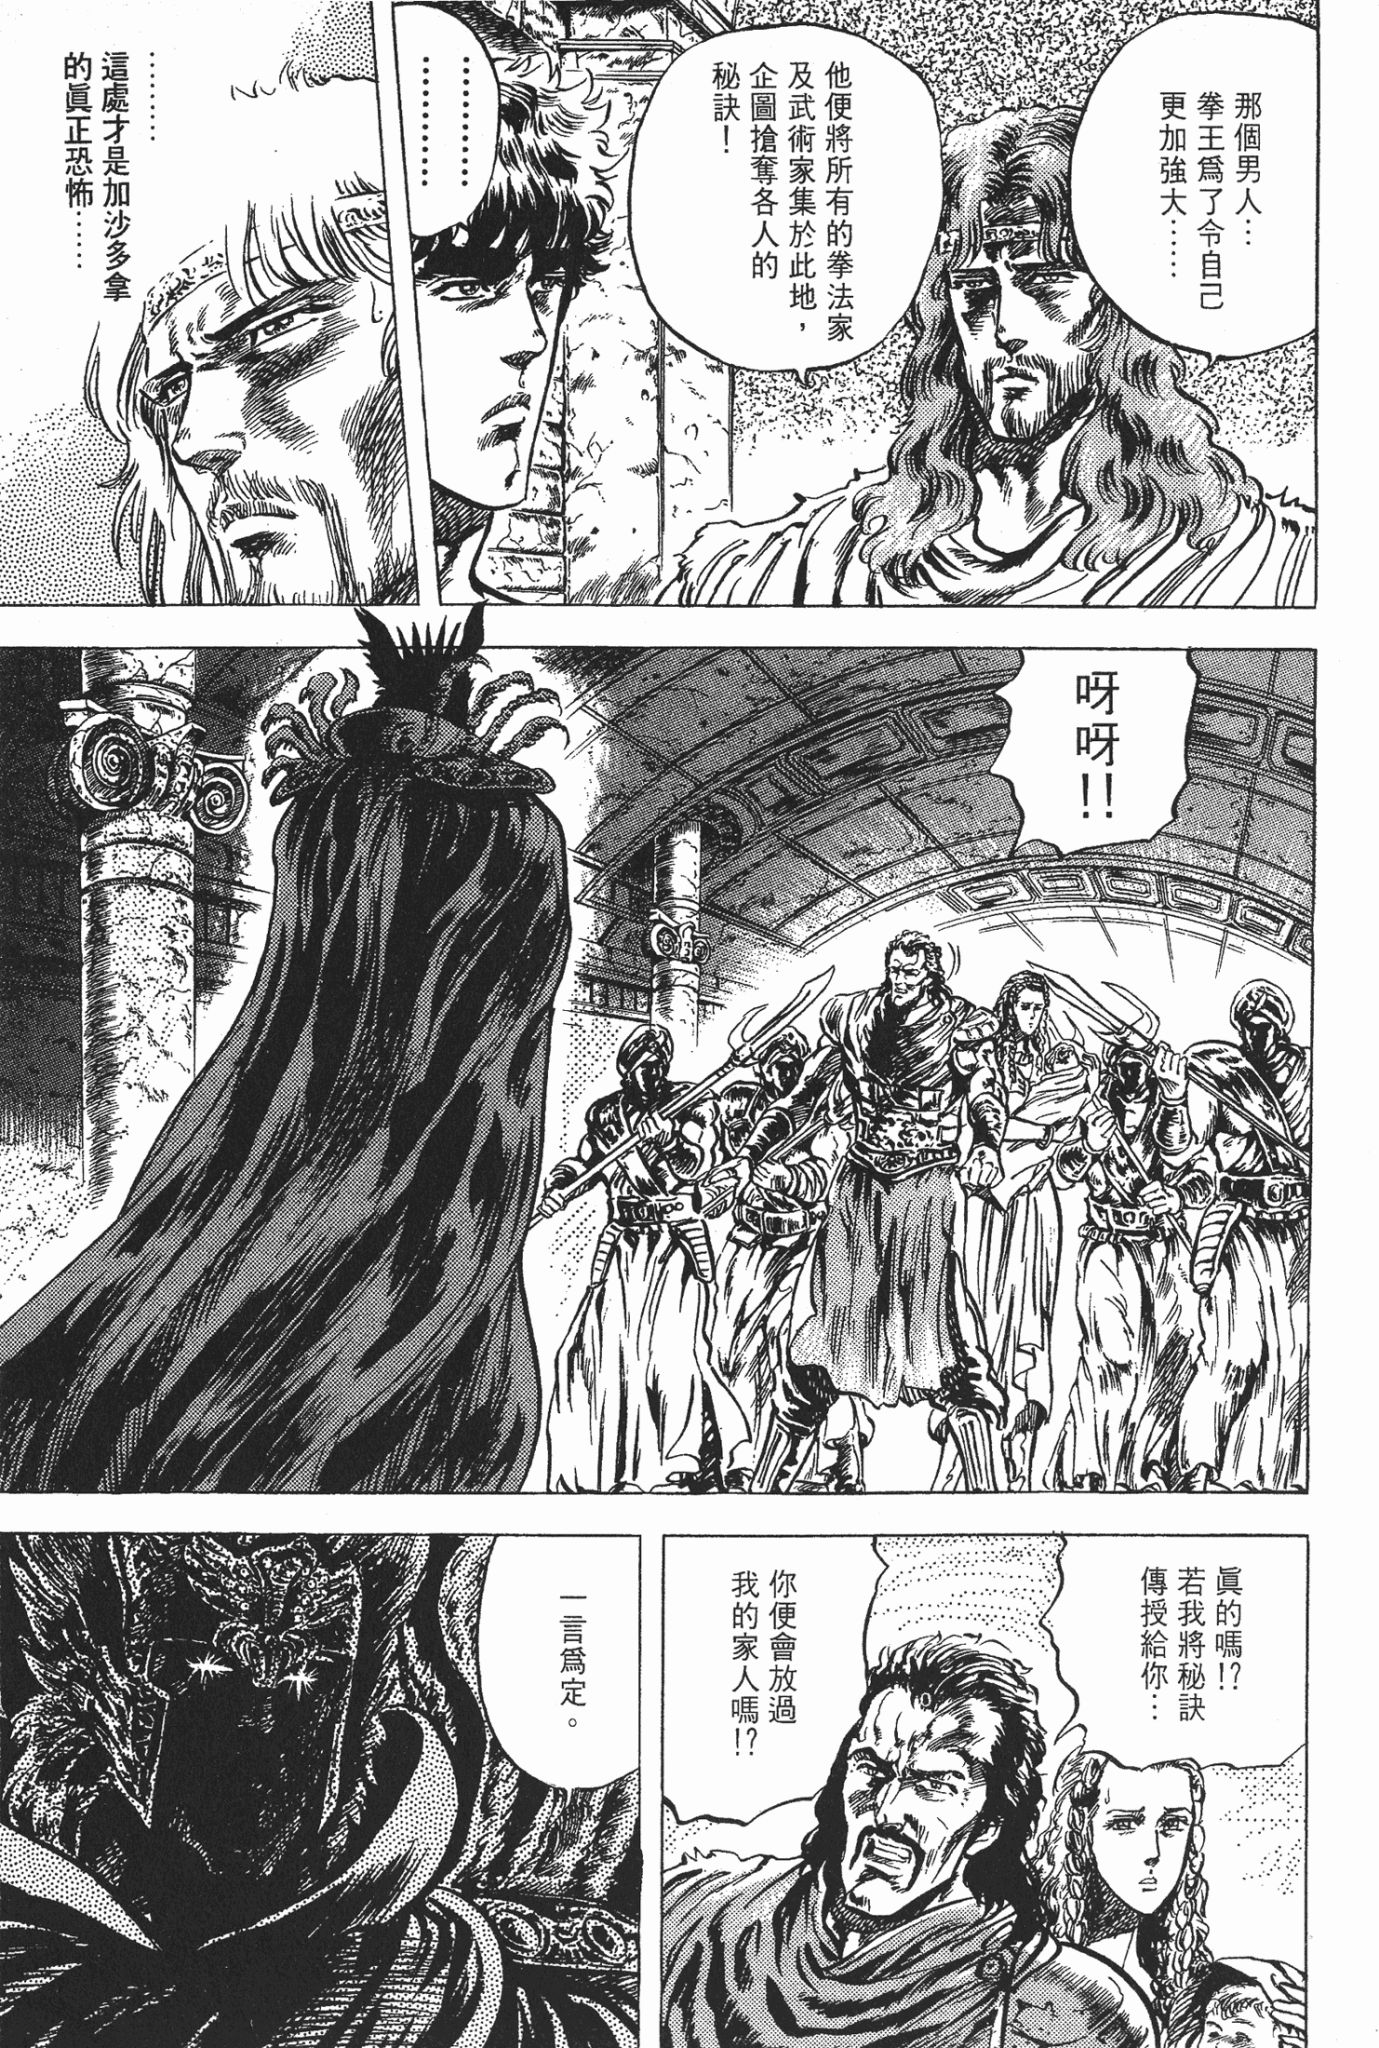 那個男人…
拳王爲了令自己
更加強大……
他便將所有的拳法家
及武術家集於此地，
企圖搶奪各人的
秘訣！
…………
…………
………
這處才是加沙多拿
的眞正恐怖……
呀呀！！
眞的嗎！？
若我將秘訣
傳授給你…
你便會放過
我的家人嗎！？
一言爲定。